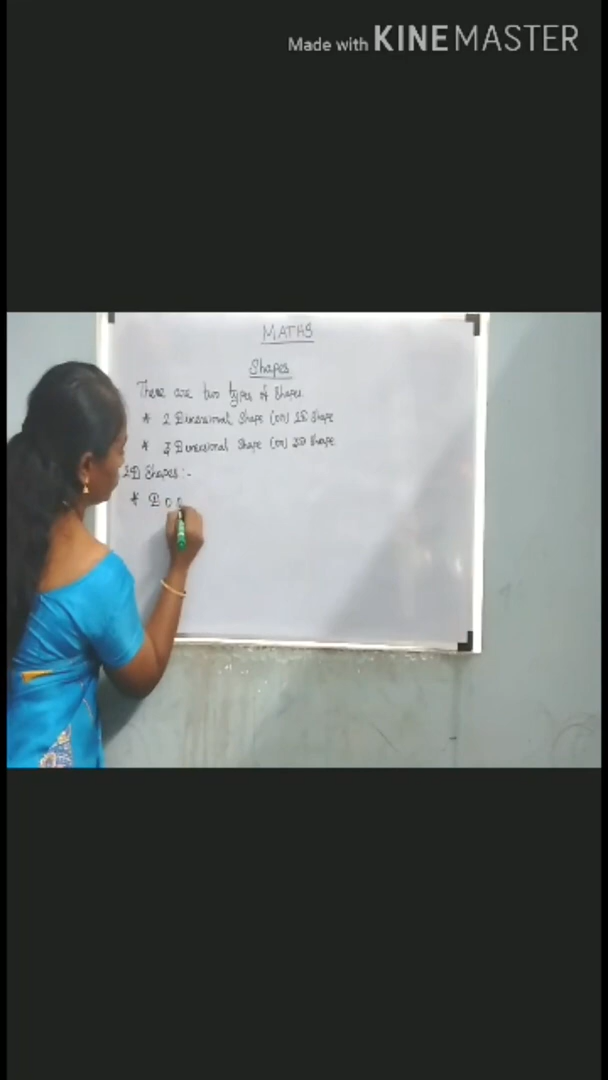 Made with KINEMASTER
MATHS
Shapes
There are two types of Shapes.
* 2 Dimensional Shape (or) 2D Shape
* 3 Dimensional Shape (or) 3D Shape
2D Shapes:-
*